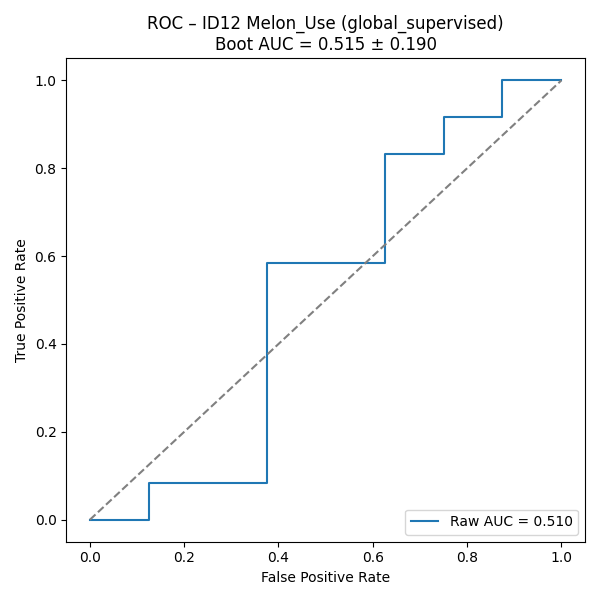 ROC – ID12 Melon_Use (global_supervised)
Boot AUC = 0.515 ± 0.190
True Positive Rate
1.0
0.8
0.6
0.4
0.2
0.0
Raw AUC = 0.510
0.0 0.2 0.4 0.6 0.8 1.0
False Positive Rate